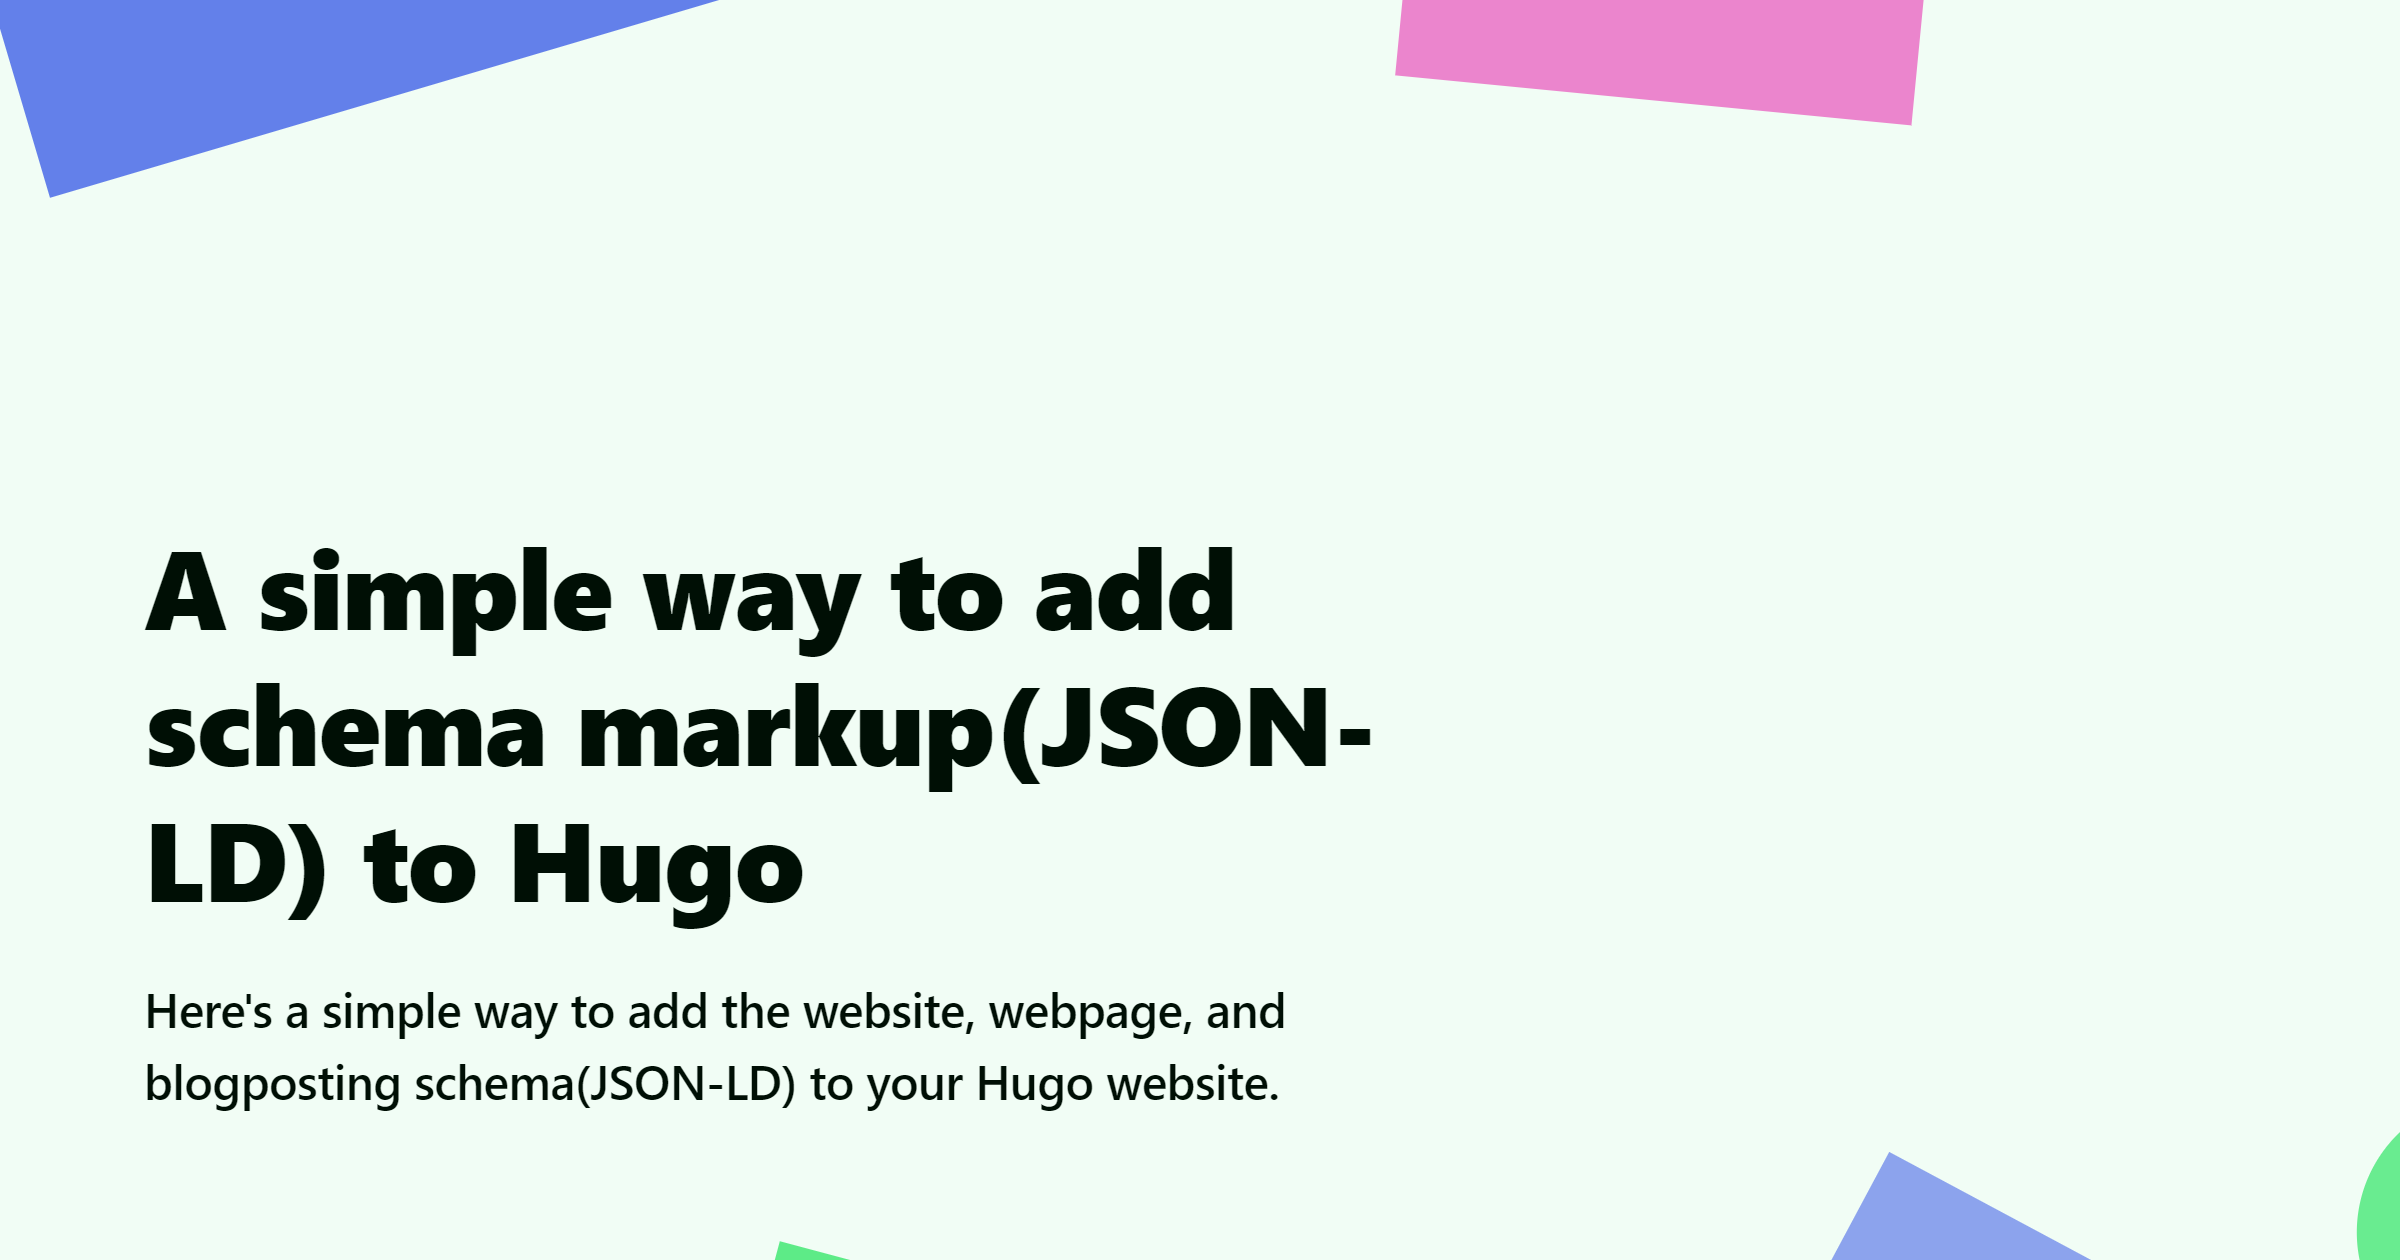 A simple way to add
schema markup(JSON-
LD) to Hugo
Here's a simple way to add the website, webpage, and
blogposting schema(JSON-LD) to your Hugo website.